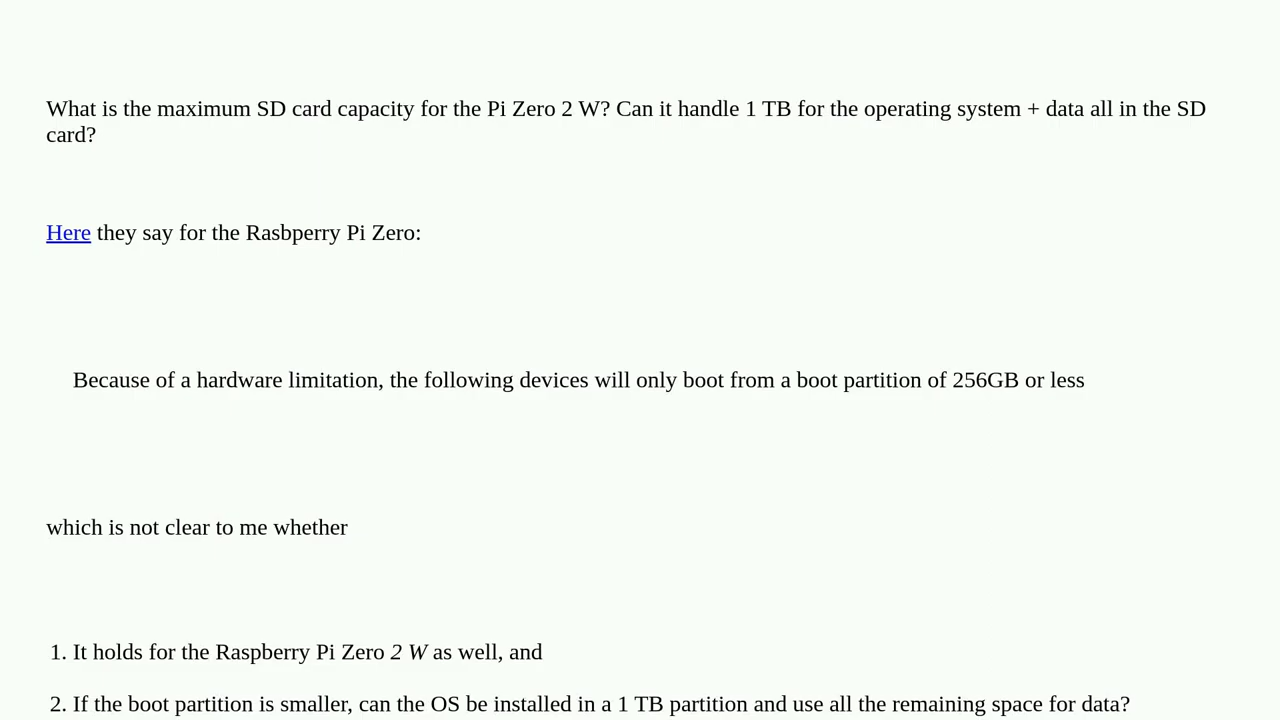 What is the maximum SD card capacity for the Pi Zero 2 W? Can it handle 1 TB for the operating system + data all in the SD
card?
Here they say for the Rasbperry Pi Zero:
Because of a hardware limitation, the following devices will only boot from a boot partition of 256GB or less
which is not clear to me whether
1. It holds for the Raspberry Pi Zero 2 W as well, and
2. If the boot partition is smaller, can the OS be installed in a 1 TB partition and use all the remaining space for data?